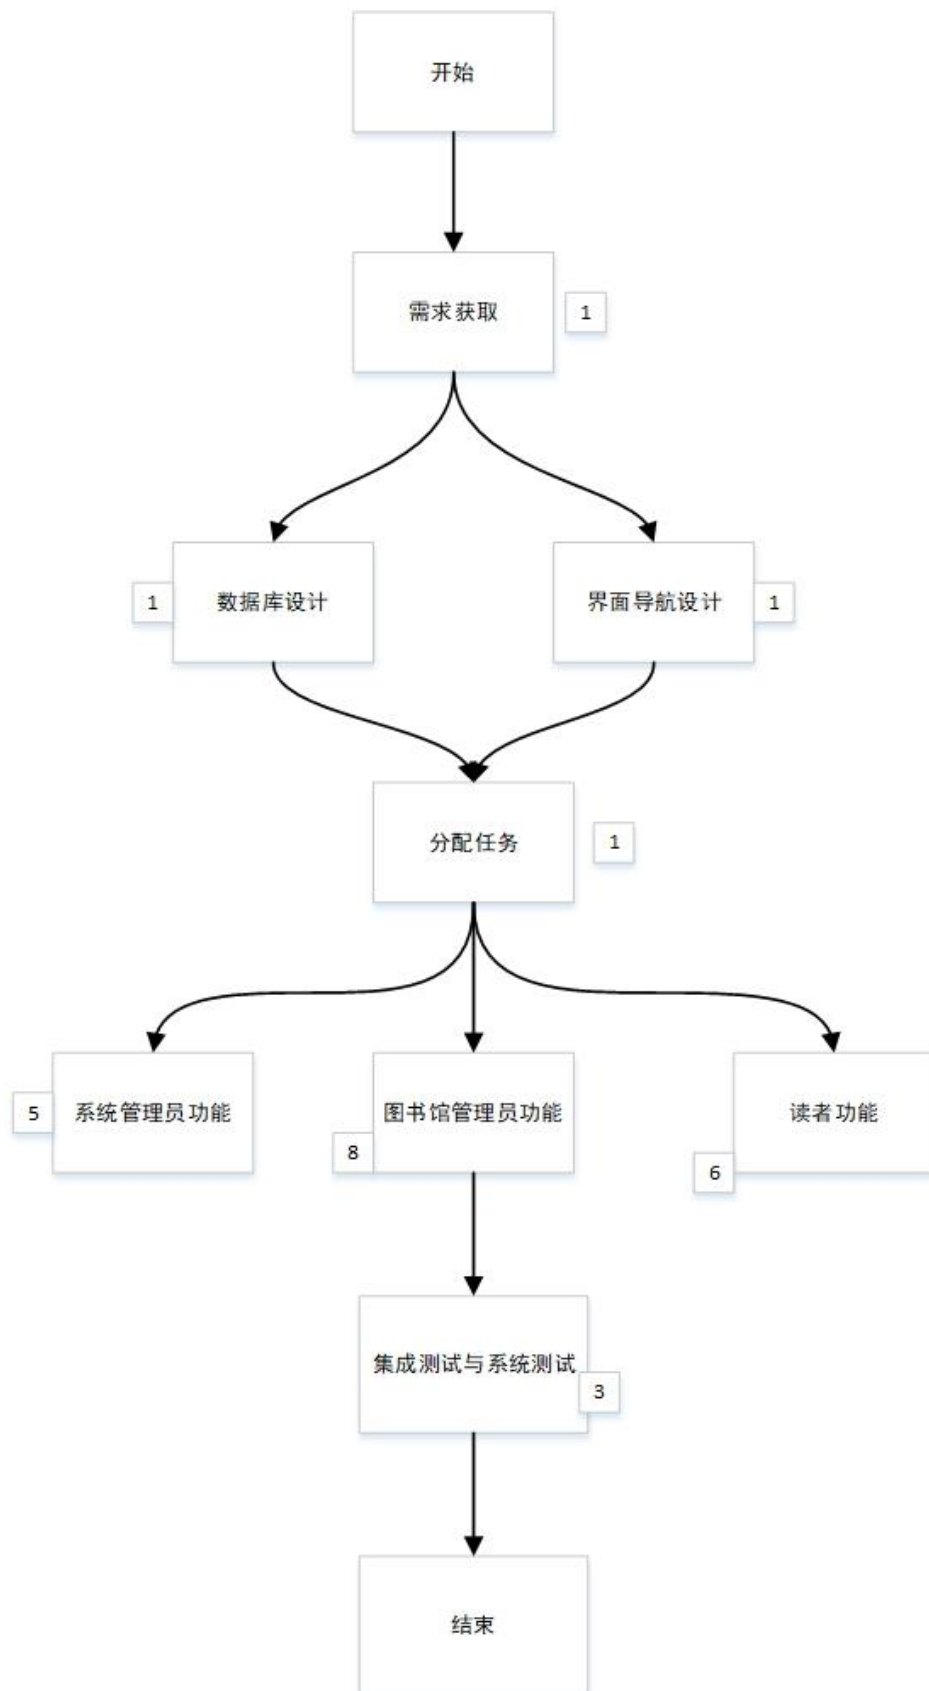 开始
需求获取
1
1
数据库设计
界面导航设计
1
分配任务
1
5
系统管理员功能
图书馆管理员功能
8
读者功能
6
集成测试与系统测试
3
结束